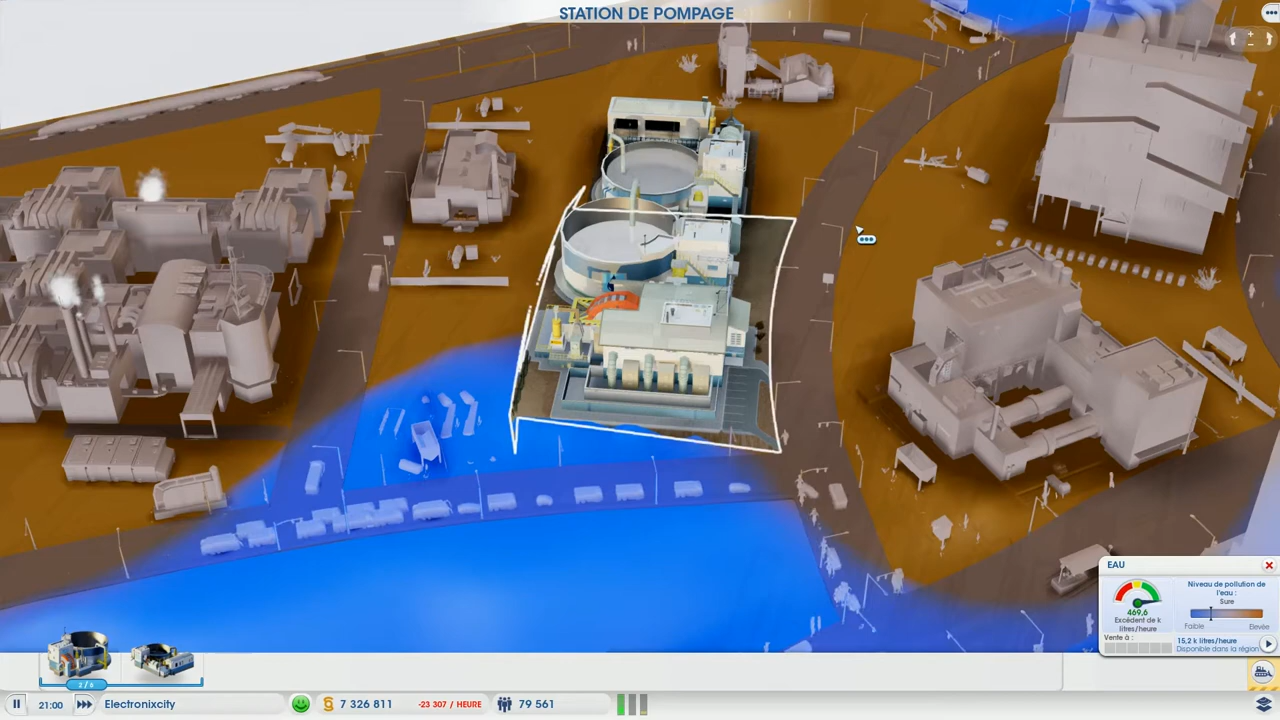 STATION DE POMPAGE
EAU
469,6
Excédent de k
litres/heure
Niveau de pollution de
l'eau :
Sure
Faible
Elevée
Vente à :
15,2 k litres/heure
Disponible dans la région
2 / 6
21:00
Electronixcity
7 326 811
-23 307 / HEURE
79 561